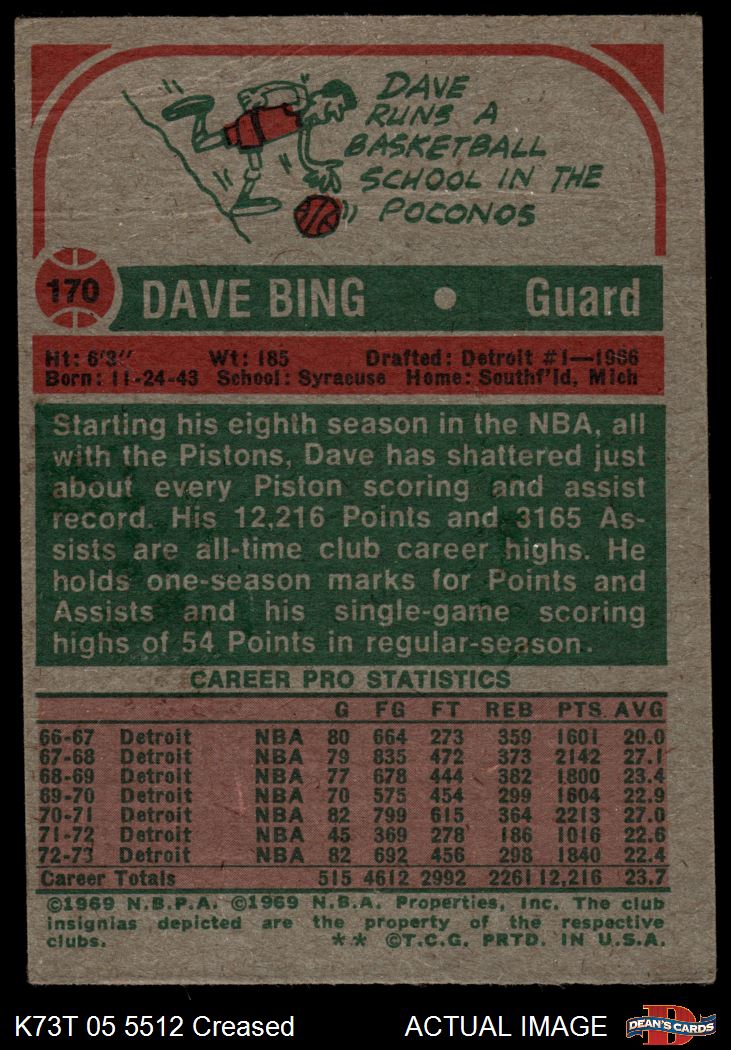 DAVE
RUNS A
BASKETBALL
SCHOOL IN THE
POCONOS
170 DAVE BING • Guard
Ht: 6'3" Wt: 185 Drafted: Detroit #1—1966
Born: 11-24-43 School: Syracuse Home: Southf'ld, Mich
Starting his eighth season in the NBA, all
with the Pistons, Dave has shattered just
about every Piston scoring and assist
record. His 12,216 Points and 3165 As-
sists are all-time club career highs. He
holds one-season marks for Points and
Assists and his single-game scoring
highs of 54 Points in regular-season.
CAREER PRO STATISTICS
G FG FT REB PTS. AVG
66-67 Detroit NBA 80 664 273 359 1601 20.0
67-68 Detroit NBA 79 835 472 373 2142 27.1
68-69 Detroit NBA 77 678 444 382 1800 23.4
69-70 Detroit NBA 70 575 454 299 1604 22.9
70-71 Detroit NBA 82 799 615 364 2213 27.0
71-72 Detroit NBA 45 369 278 186 1016 22.6
72-73 Detroit NBA 82 692 456 298 1840 22.4
Career Totals 515 4612 2992 2261 12,216 23.7
©1969 N.B.P.A. ©1969 N.B.A. Properties, Inc. The club
insignias depicted are the property of the respective
clubs. ** ©T.C.G. PRTD. IN U.S.A.
K73T 05 5512 Creased ACTUAL IMAGE DEAN'S CARDS